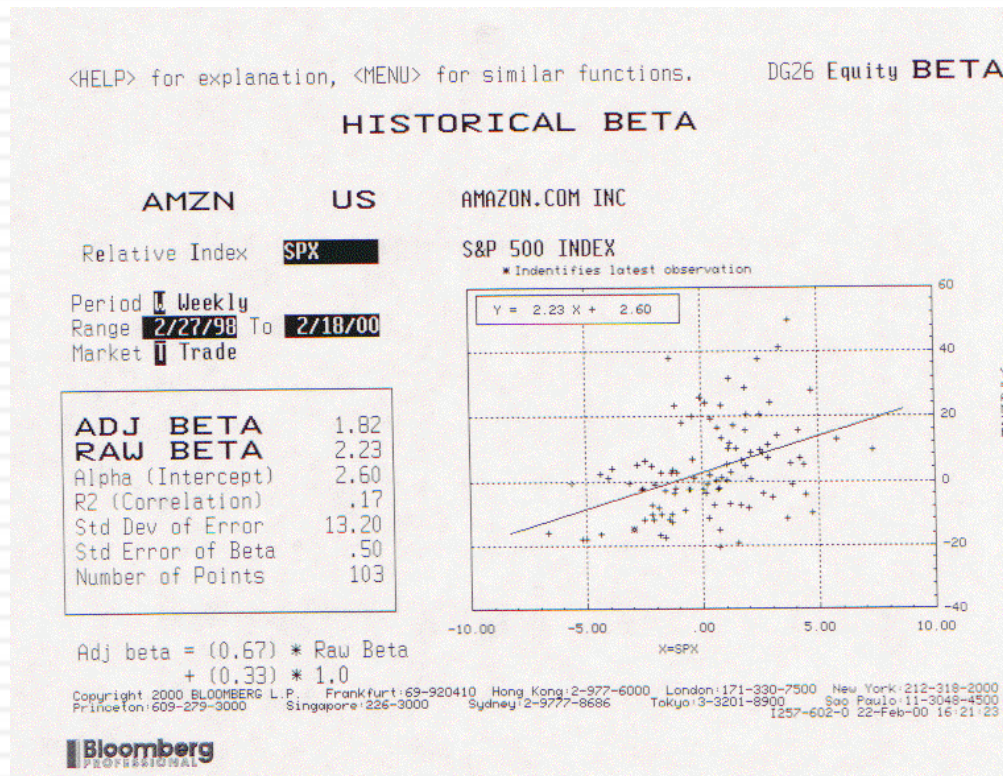 <HELP> for explanation, <MENU> for similar functions. DG26 Equity BETA
HISTORICAL BETA
AMZN US AMAZON.COM INC
Relative Index SPX S&P 500 INDEX
* Indentifies latest observation
Period W Weekly
Range 2/27/98 To 2/18/00
Market T Trade
Y = 2.23 X + 2.60
60
40
20
0
-20
-40
ADJ BETA 1.82
RAW BETA 2.23
Alpha (Intercept) 2.60
R2 (Correlation) .17
Std Dev of Error 13.20
Std Error of Beta .50
Number of Points 103
-10.00 -5.00 .00 5.00 10.00
X=SPX
Adj beta = (0.67) * Raw Beta
+ (0.33) * 1.0
Copyright 2000 BLOOMBERG L.P. Frankfurt:69-920410 Hong Kong:2-977-6000 London:171-330-7500 New York:212-318-2000
Princeton:609-279-3000 Singapore:226-3000 Sydney:2-9777-8686 Tokyo:3-3201-8900 Sao Paulo:11-3048-4500
I257-602-0 22-Feb-00 16:21:23
Bloomberg
PROFESSIONAL